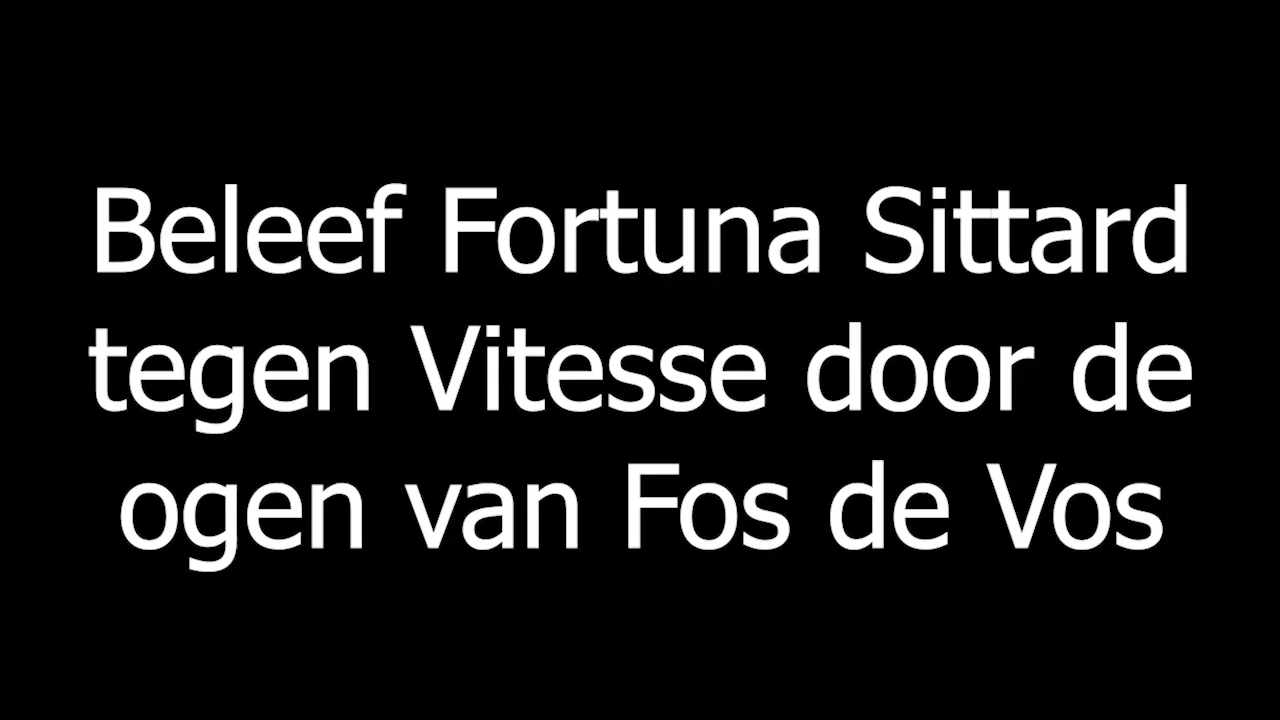 Beleef Fortuna Sittard
tegen Vitesse door de
ogen van Fos de Vos